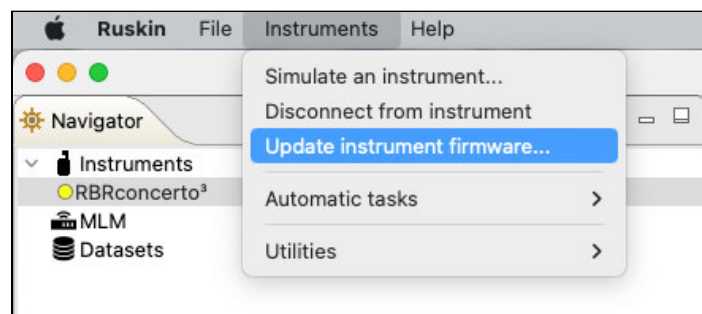 Ruskin File Instruments Help
Simulate an instrument...
Navigator
Disconnect from instrument
Update instrument firmware...
Instruments
RBRconcerto³
Automatic tasks
MLM
Datasets
Utilities